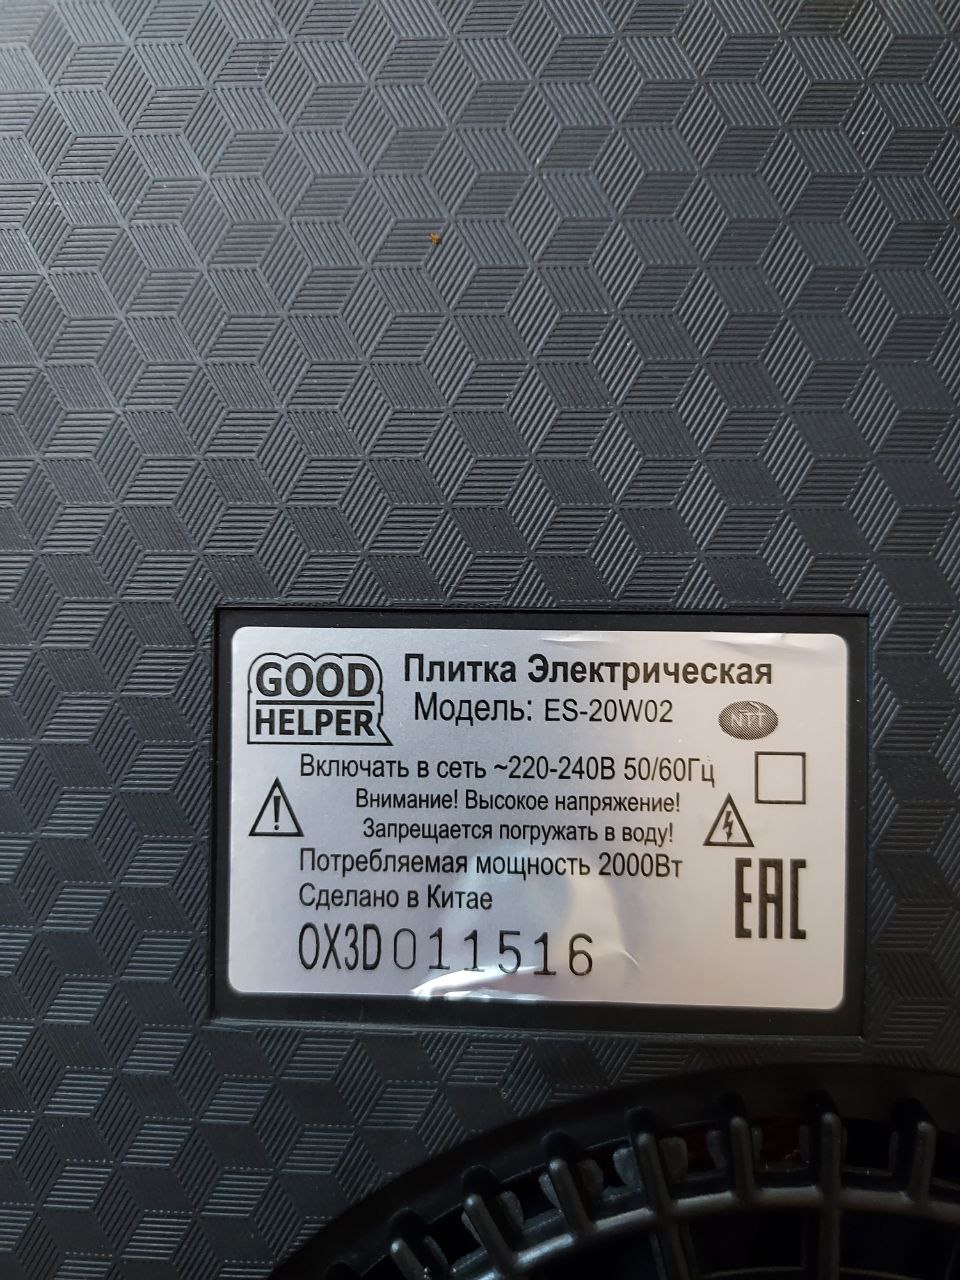 GOOD
HELPER
Плитка Электрическая
Модель: ES-20W02
NTT
Включать в сеть ~220-240В 50/60Гц
Внимание! Высокое напряжение!
Запрещается погружать в воду!
Потребляемая мощность 2000Вт
Сделано в Китае
EAC
OX3D011516